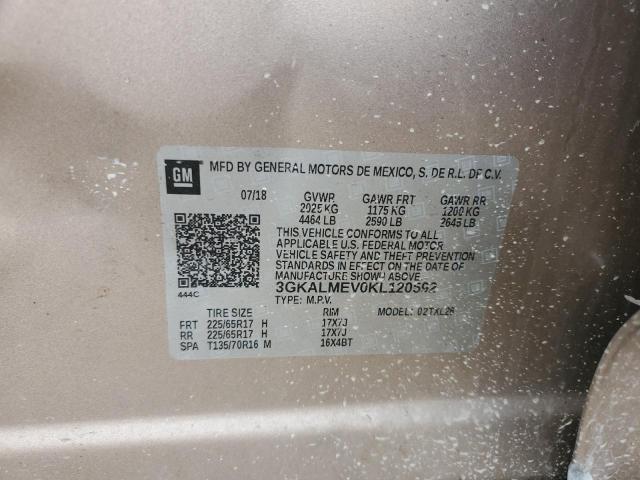 GM
MFD BY GENERAL MOTORS DE MEXICO, S. DE R.L. DE C.V.
07/18 GVWR GAWR FRT GAWR RR
2025 KG 1175 KG 1200 KG
4464 LB 2590 LB 2645 LB
THIS VEHICLE CONFORMS TO ALL
APPLICABLE U.S. FEDERAL MOTOR
VEHICLE SAFETY AND THEFT PREVENTION
STANDARDS IN EFFECT ON THE DATE OF
MANUFACTURE SHOWN ABOVE
444C
TYPE: M.P.V.
TIRE SIZE RIM MODEL: 02TXL26
FRT 225/65R17 H 17X7J
RR 225/65R17 H 17X7J
SPA T135/70R16 M 16X4BT